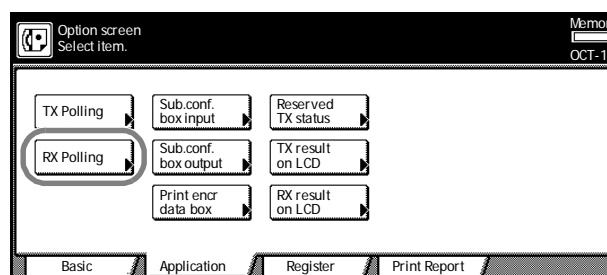 Option screen
Select item.
OCT-1
TX Polling
Sub.conf.
box input
Reserved
TX status
RX Polling
Sub.conf.
box output
TX result
on LCD
Print encr
data box
RX result
on LCD
Basic
Application
Register
Print Report